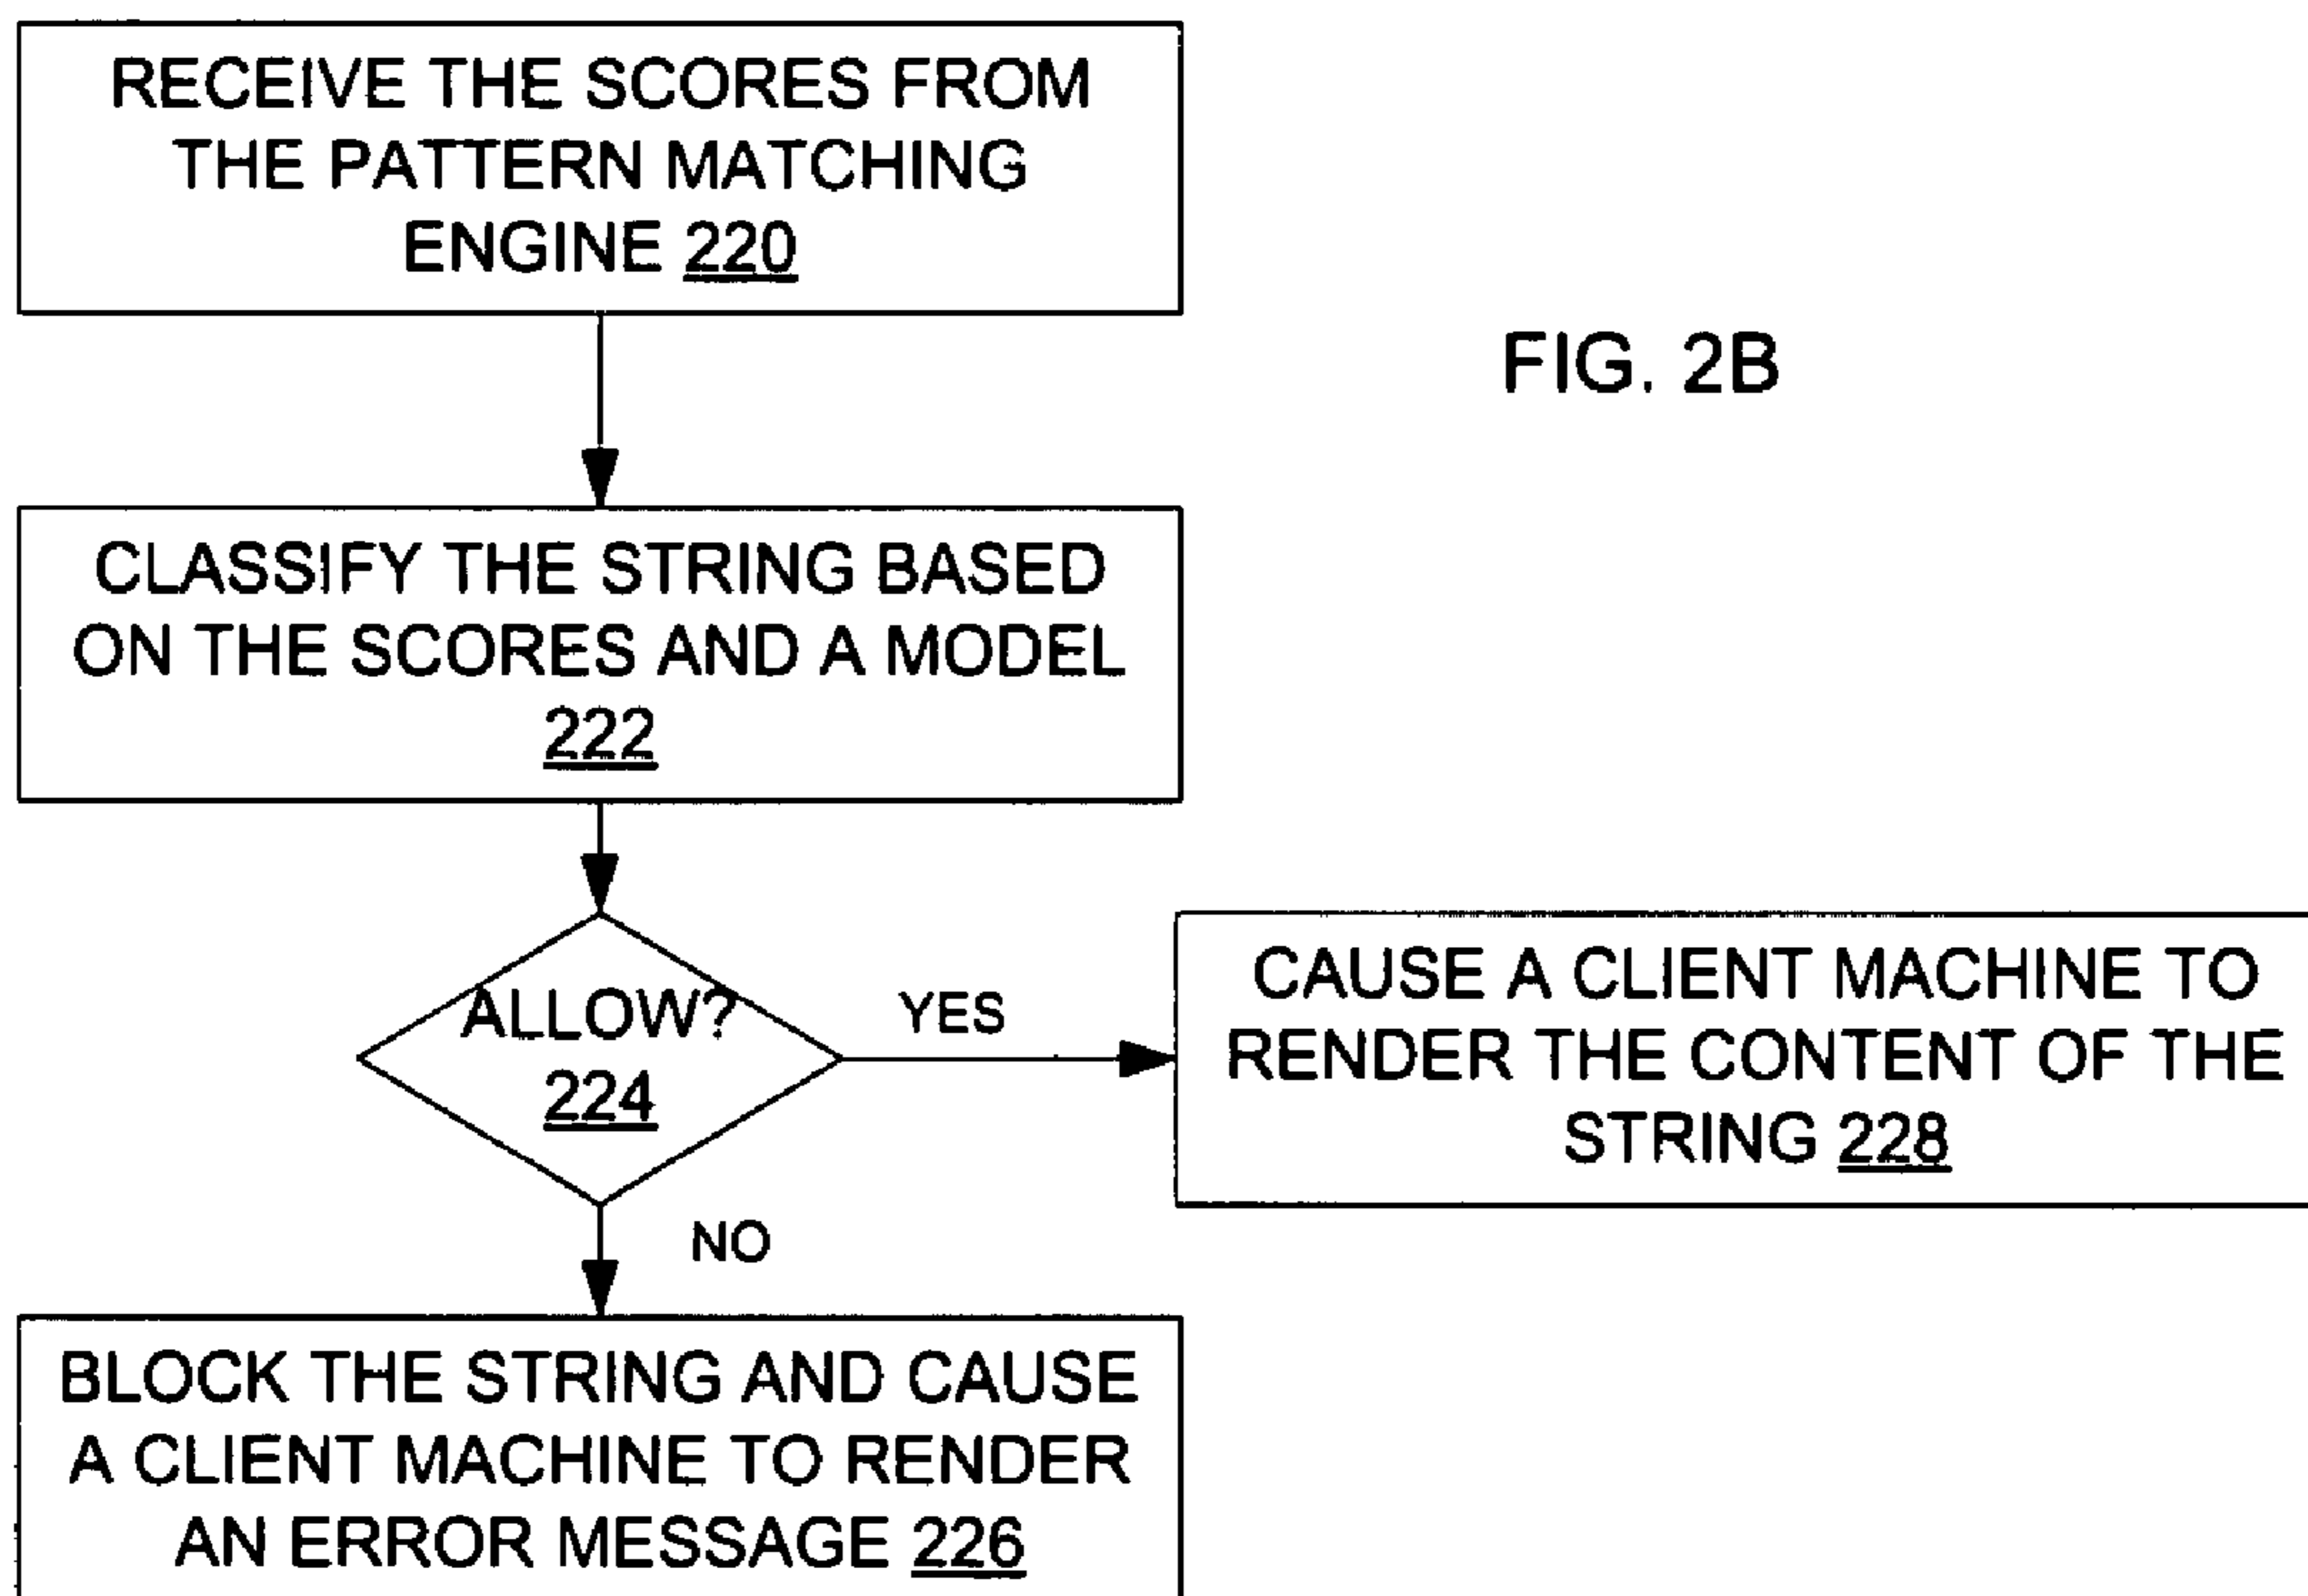 RECEIVE THE SCORES FROM
THE PATTERN MATCHING
ENGINE 220
FIG. 2B
CLASSIFY THE STRING BASED
ON THE SCORES AND A MODEL
222
ALLOW?
224
YES
CAUSE A CLIENT MACHINE TO
RENDER THE CONTENT OF THE
STRING 228
NO
BLOCK THE STRING AND CAUSE
A CLIENT MACHINE TO RENDER
AN ERROR MESSAGE 226